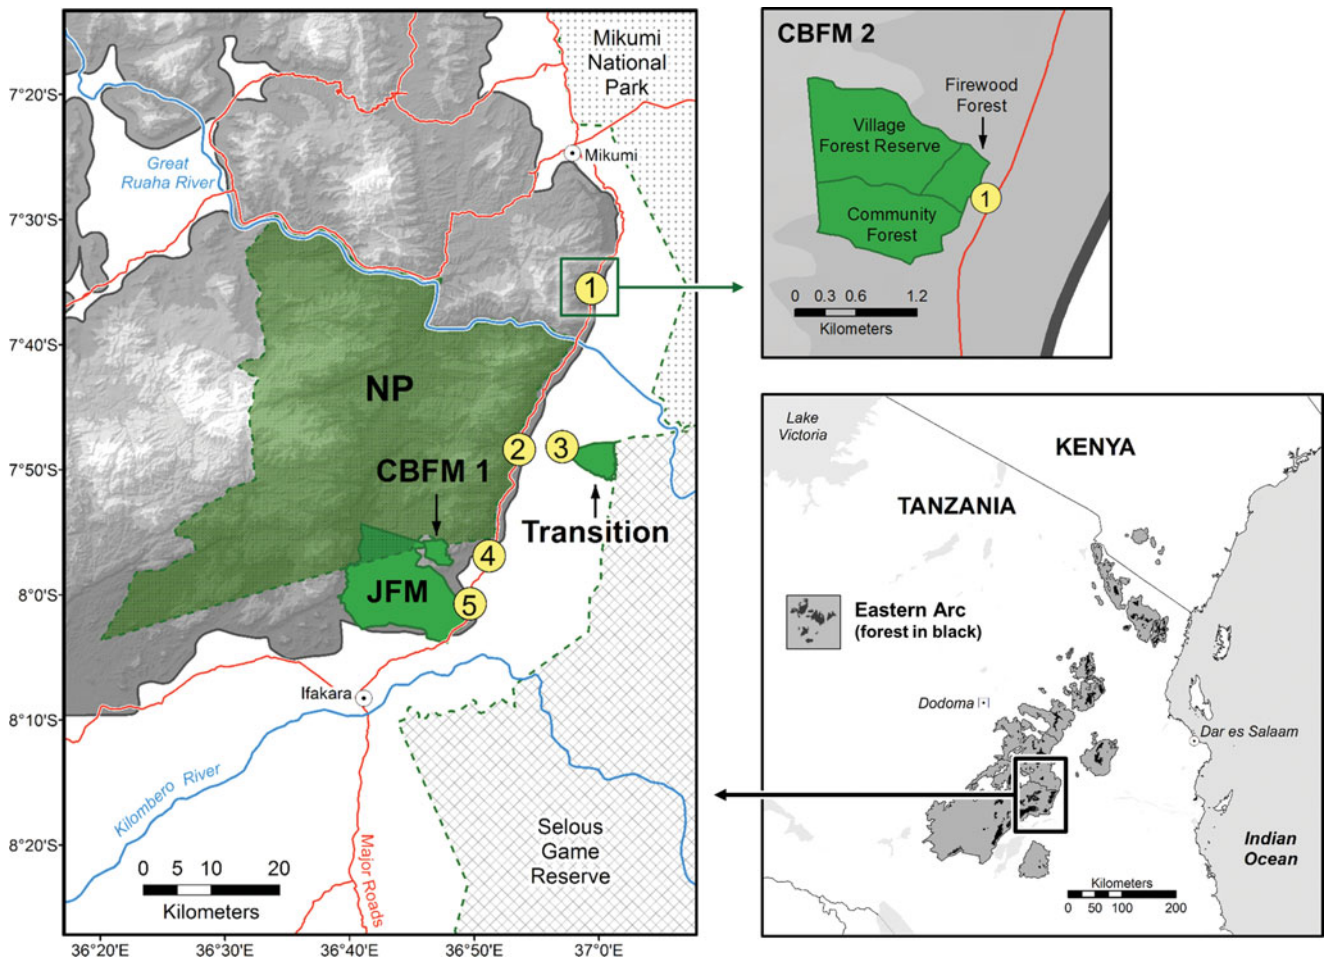 Mikumi
National
Park
7°20'S
Great
Ruaha River
Mikumi
7°30'S
1
7°40'S
NP
2
3
7°50'S
CBFM 1
Transition
4
8°0'S
JFM
5
Ifakara
8°10'S
Kilombero River
Major Roads
Selous
Game
Reserve
8°20'S
0 5 10 20
Kilometers
36°20'E 36°30'E 36°40'E 36°50'E 37°0'E
CBFM 2
Firewood
Forest
Village
Forest Reserve
1
Community
Forest
0 0.3 0.6 1.2
Kilometers
Lake
Victoria
KENYA
TANZANIA
Eastern Arc
(forest in black)
Dodoma
Dar es Salaam
Indian
Ocean
Kilometers
0 50 100 200